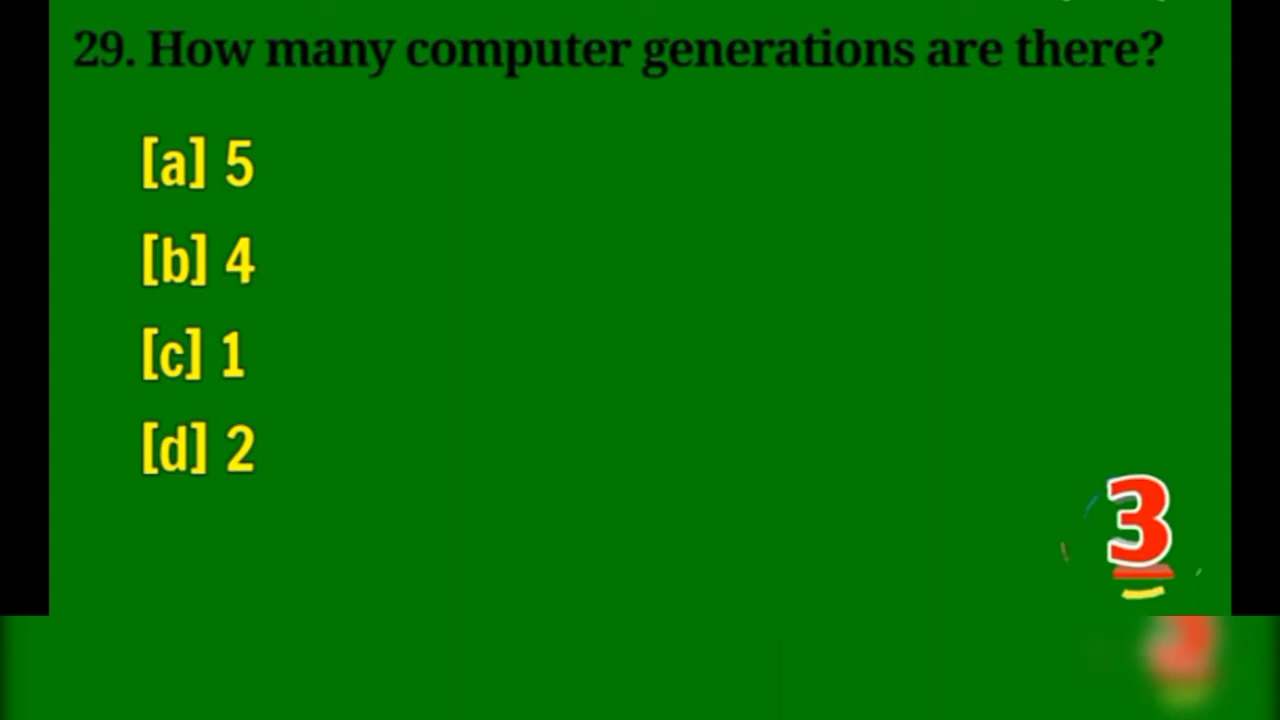 29. How many computer generations are there?
[a] 5
[b] 4
[c] 1
[d] 2
3